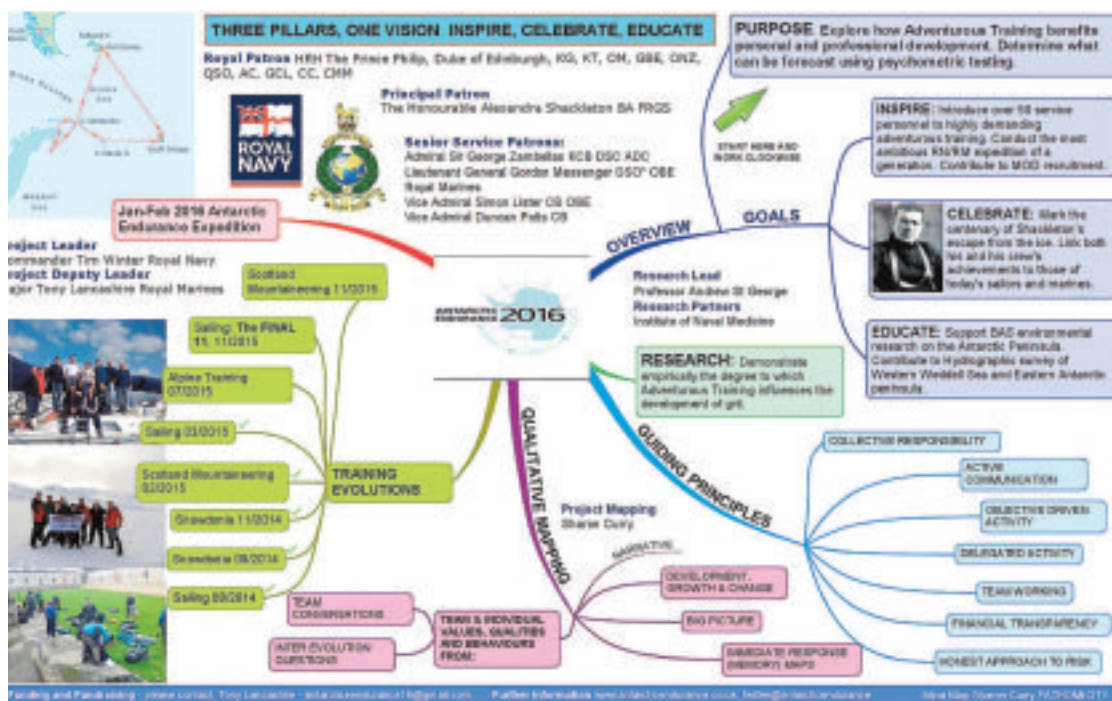 THREE PILLARS, ONE VISION INSPIRE, CELEBRATE, EDUCATE
Royal Patron HRH The Prince Philip, Duke of Edinburgh, KG, KT, OM, GBE, ONZ,
QSO, AC, GCL, CC, CMM
Principal Patron
The Honourable Alexandra Shackleton BA FRGS
ROYAL
NAVY
Senior Service Patrons:
Admiral Sir George Zambellas KCB DSC ADC
Lieutenant General Gordon Messenger DSO* OBE
Royal Marines
Vice Admiral Simon Lister CB OBE
Vice Admiral Duncan Potts CB
Jan-Feb 2016 Antarctic
Endurance Expedition
Project Leader
Commander Tim Winter Royal Navy
Project Deputy Leader
Major Tony Lancashire Royal Marines
PURPOSE: Explore how Adventurous Training benefits
personal and professional development. Determine what
can be forecast using psychometric testing.
START HERE AND
WORK CLOCKWISE
OVERVIEW
GOALS
INSPIRE: Introduce over 50 service
personnel to highly demanding
adventurous training. Conduct the most
ambitious RN/RM expedition of a
generation. Contribute to MOD recruitment.
CELEBRATE: Mark the
centenary of Shackleton's
escape from the ice. Link both
his and his crew's
achievements to those of
today's sailors and marines.
EDUCATE: Support BAS environmental
research on the Antarctic Peninsula.
Contribute to Hydrographic survey of
Western Weddell Sea and Eastern Antarctic
peninsula.
Research Lead
Professor Andrew St George
Research Partners
Institute of Naval Medicine
ANTARCTIC
ENDURANCE 2016
RESEARCH: Demonstrate
empirically the degree to which
Adventurous Training influences the
development of grit.
GUIDING PRINCIPLES
COLLECTIVE RESPONSIBILITY
ACTIVE
COMMUNICATION
OBJECTIVE DRIVEN
ACTIVITY
DELEGATED ACTIVITY
TEAM WORKING
FINANCIAL TRANSPARENCY
HONEST APPROACH TO RISK
QUALITATIVE MAPPING
Project Mapping
Sharon Curry
NARRATIVE
DEVELOPMENT,
GROWTH & CHANGE
BIG PICTURE
IMMEDIATE RESPONSE
(MEMORY) MAPS
TEAM & INDIVIDUAL
VALUES, QUALITIES
AND BEHAVIOURS
FROM:
TEAM
CONVERSATIONS
INTER EVOLUTION
QUESTIONS
TRAINING
EVOLUTIONS
Scotland
Mountaineering 11/2015
Sailing: The FINAL
11, 11/2015
Alpine Training
07/2015
Sailing 03/2015
Scotland Mountaineering
02/2015
Snowdonia 11/2014
Snowdonia 09/2014
Sailing 08/2014
Funding and Fundraising - please contact: Tony Lancashire
Further Information
Mind Map: Sharon Curry